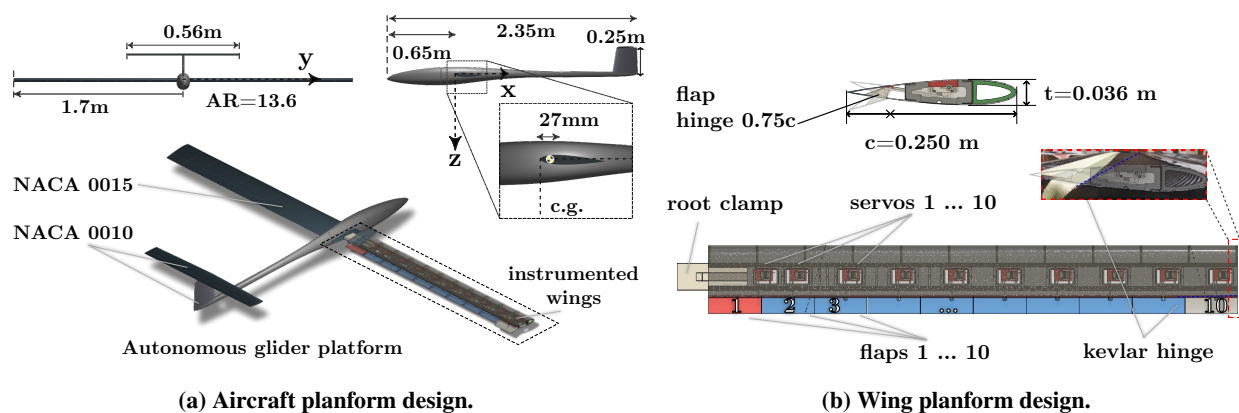 0.56m
y
1.7m
AR=13.6
2.35m
0.65m
0.25m
x
27mm
z
c.g.
NACA 0015
NACA 0010
instrumented
wings
Autonomous glider platform
(a) Aircraft planform design.
flap
hinge 0.75c
t=0.036 m
c=0.250 m
root clamp
servos 1 ... 10
1
2
3
...
10
flaps 1 ... 10
kevlar hinge
(b) Wing planform design.